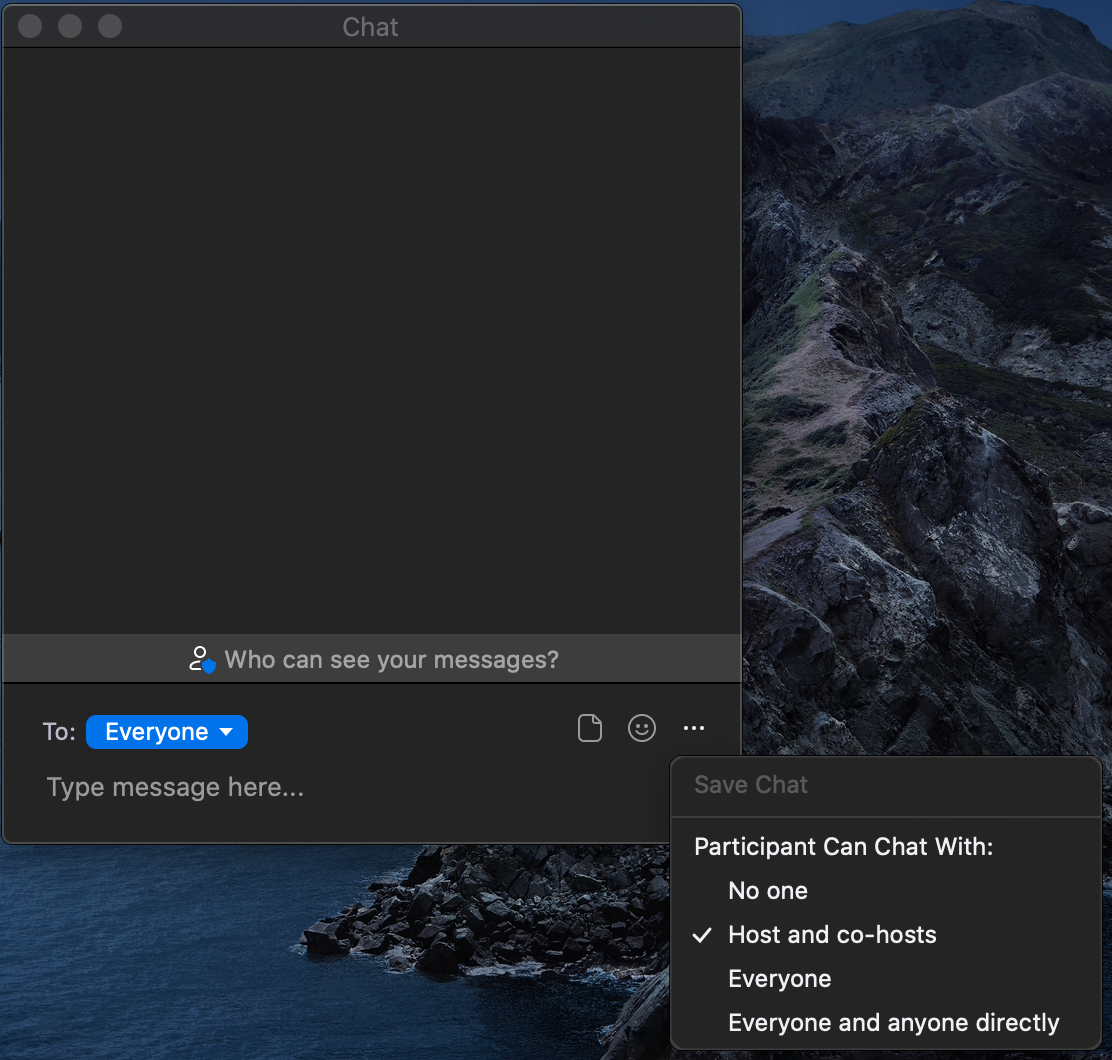 Chat
Who can see your messages?
To: Everyone
Type message here...
Save Chat
Participant Can Chat With:
No one
Host and co-hosts
Everyone
Everyone and anyone directly